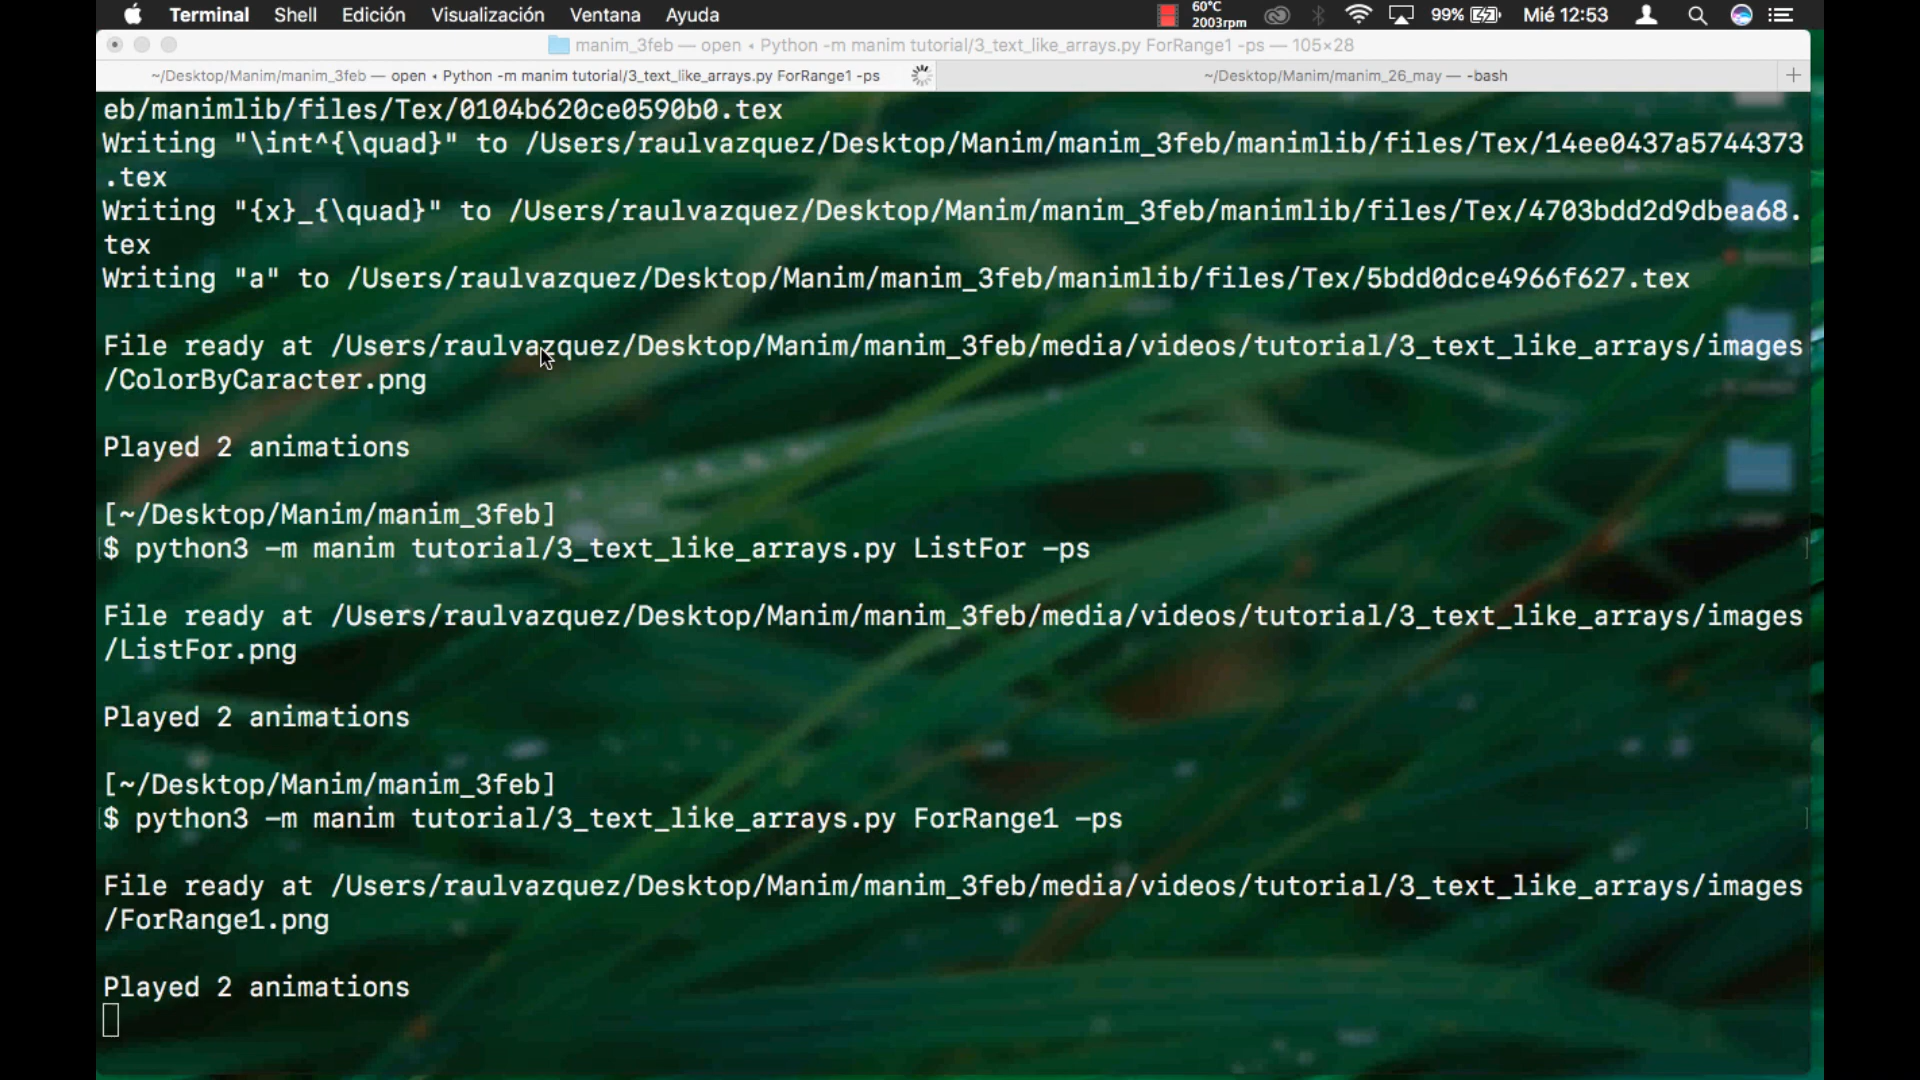 Terminal Shell Edición Visualización Ventana Ayuda 60°C 2003rpm 99% Mié 12:53
manim_3feb — open ◂ Python -m manim tutorial/3_text_like_arrays.py ForRange1 -ps — 105×28
~/Desktop/Manim/manim_3feb — open ◂ Python -m manim tutorial/3_text_like_arrays.py ForRange1 -ps
~/Desktop/Manim/manim_26_may — -bash
eb/manimlib/files/Tex/0104b620ce0590b0.tex
Writing "\int^{\quad}" to /Users/raulvazquez/Desktop/Manim/manim_3feb/manimlib/files/Tex/14ee0437a5744373
.tex
Writing "{x}_{\quad}" to /Users/raulvazquez/Desktop/Manim/manim_3feb/manimlib/files/Tex/4703bdd2d9dbea68.
tex
Writing "a" to /Users/raulvazquez/Desktop/Manim/manim_3feb/manimlib/files/Tex/5bdd0dce4966f627.tex
File ready at /Users/raulvazquez/Desktop/Manim/manim_3feb/media/videos/tutorial/3_text_like_arrays/images
/ColorByCaracter.png
Played 2 animations
[~/Desktop/Manim/manim_3feb]
$ python3 -m manim tutorial/3_text_like_arrays.py ListFor -ps
File ready at /Users/raulvazquez/Desktop/Manim/manim_3feb/media/videos/tutorial/3_text_like_arrays/images
/ListFor.png
Played 2 animations
[~/Desktop/Manim/manim_3feb]
$ python3 -m manim tutorial/3_text_like_arrays.py ForRange1 -ps
File ready at /Users/raulvazquez/Desktop/Manim/manim_3feb/media/videos/tutorial/3_text_like_arrays/images
/ForRange1.png
Played 2 animations